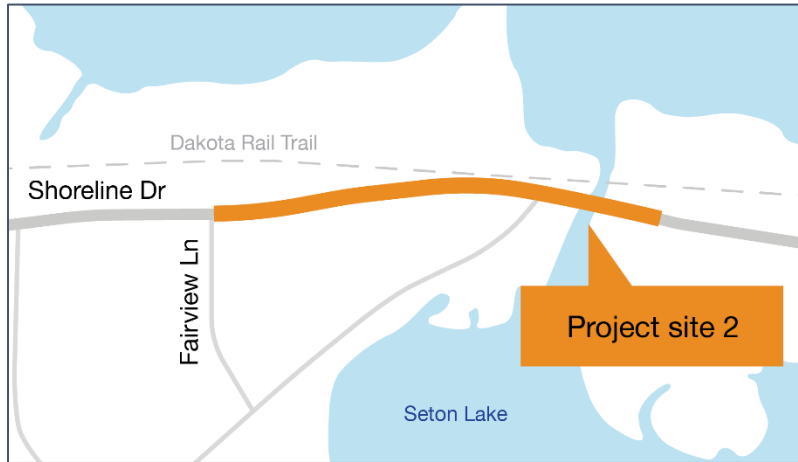 Dakota Rail Trail
Shoreline Dr
Fairview Ln
Project site 2
Seton Lake